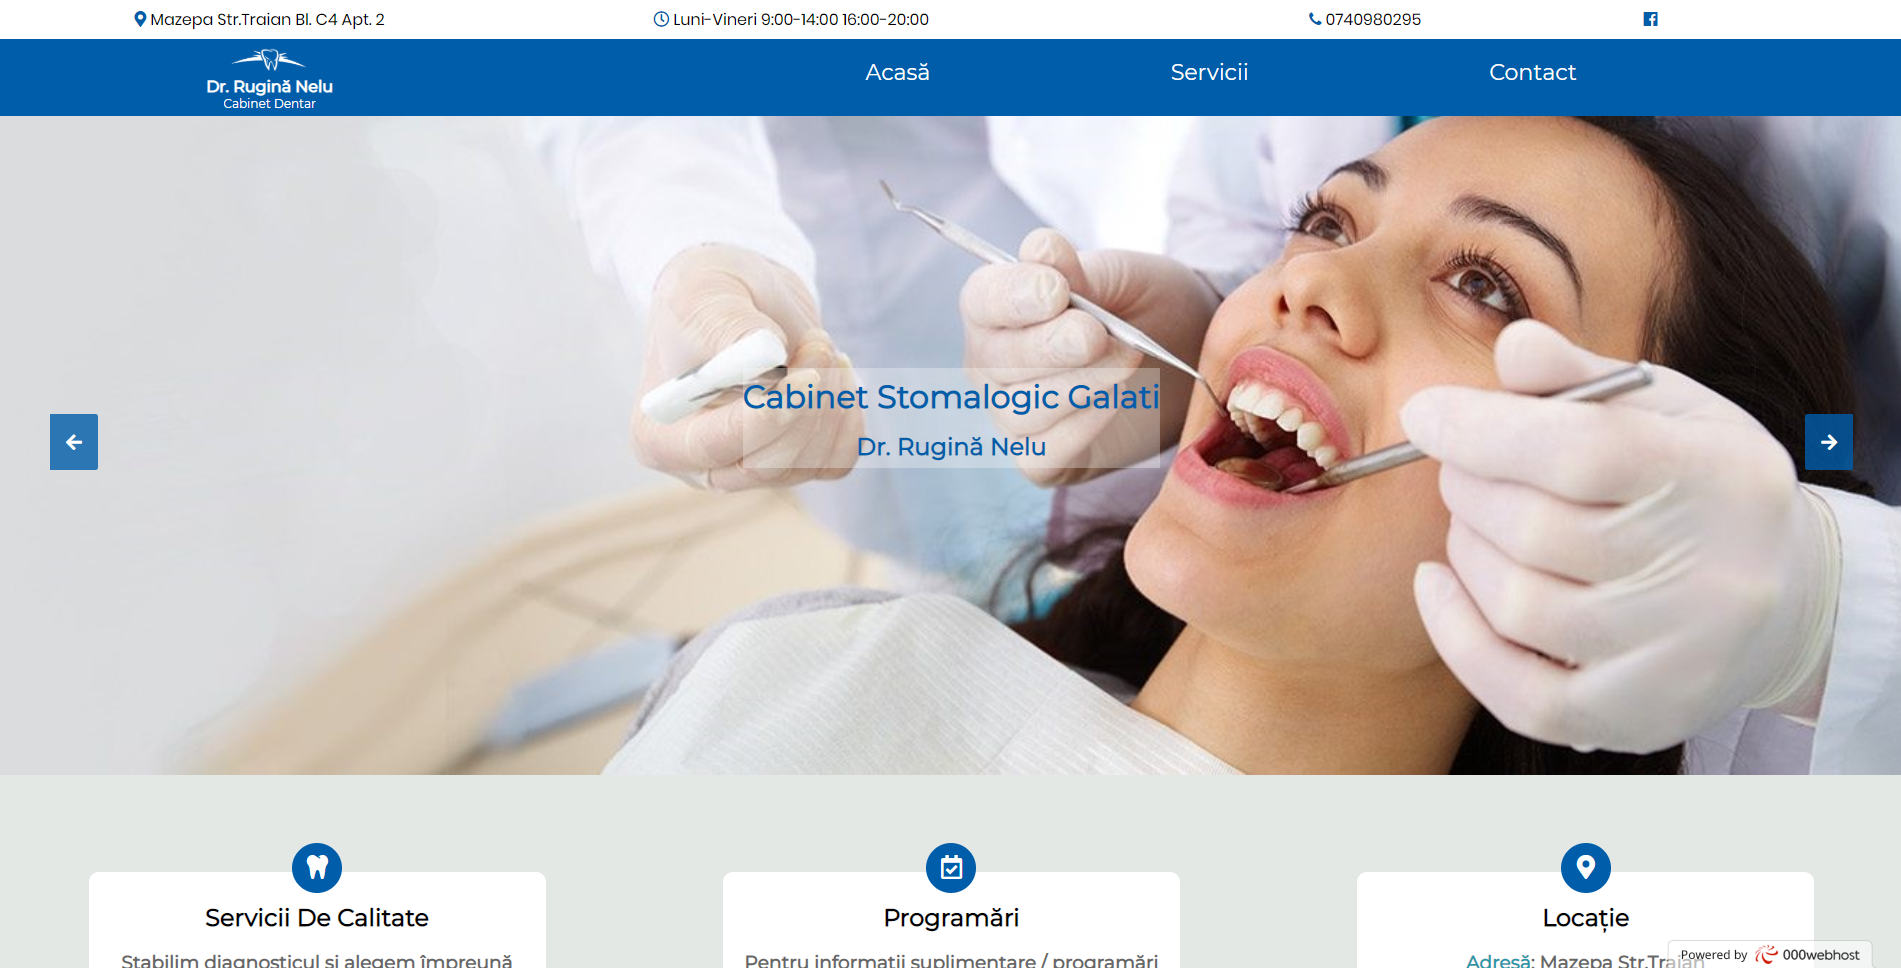 Mazepa Str.Traian Bl. C4 Apt. 2
Luni-Vineri 9:00-14:00 16:00-20:00
0740980295
Dr. Rugină Nelu
Cabinet Dentar
Acasă
Servicii
Contact
Cabinet Stomalogic Galati
Dr. Rugină Nelu
Servicii De Calitate
Stabilim diagnosticul si alegem împreună
Programări
Pentru informatii suplimentare / programări
Locație
Adresă: Mazepa Str.Traian
Powered by 000webhost